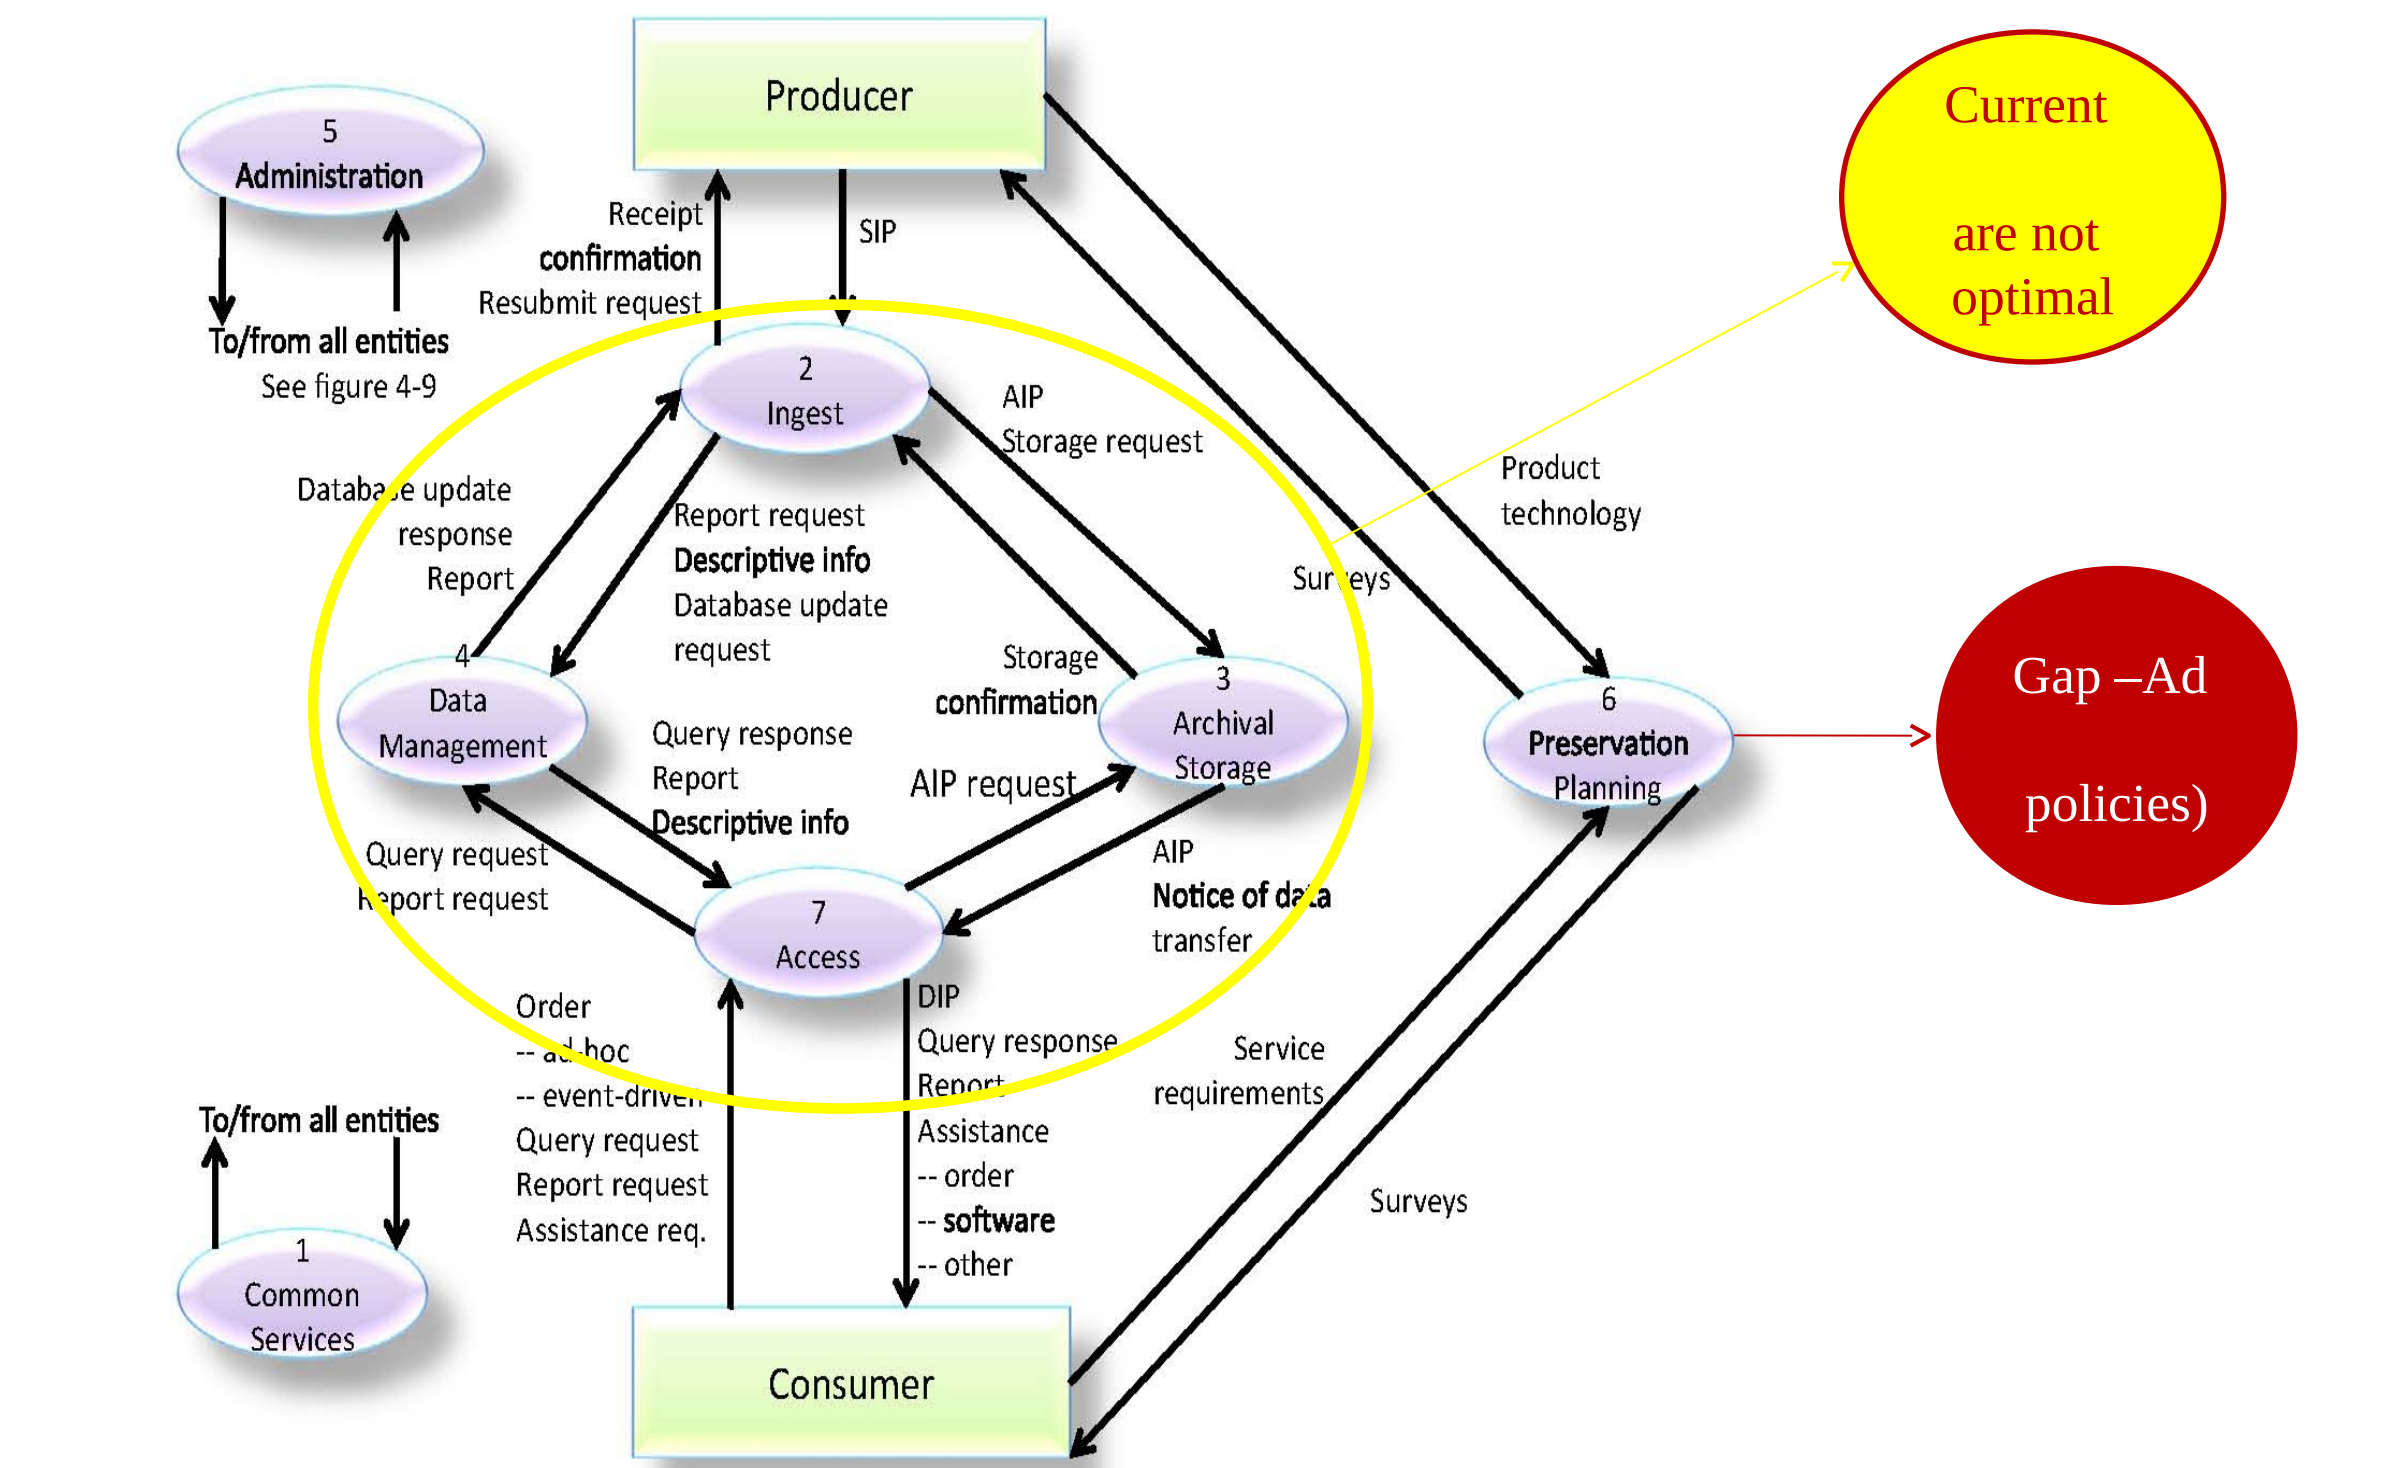 Producer
Current
are not
optimal
5
Administration
Receipt
confirmation
Resubmit request
SIP
To/from all entities
See figure 4-9
2
Ingest
AIP
Storage request
Product
technology
Database update
response
Report
Report request
Descriptive info
Database update
request
Surveys
4
Data
Management
Storage
confirmation
3
Archival
Storage
6
Preservation
Planning
Gap –Ad
policies)
Query response
Report
Descriptive info
AIP request
Query request
Report request
AIP
Notice of data
transfer
7
Access
Order
-- ad-hoc
-- event-driven
Query request
Report request
Assistance req.
DIP
Query response
Report
Assistance
-- order
-- software
-- other
Service
requirements
Surveys
To/from all entities
1
Common
Services
Consumer